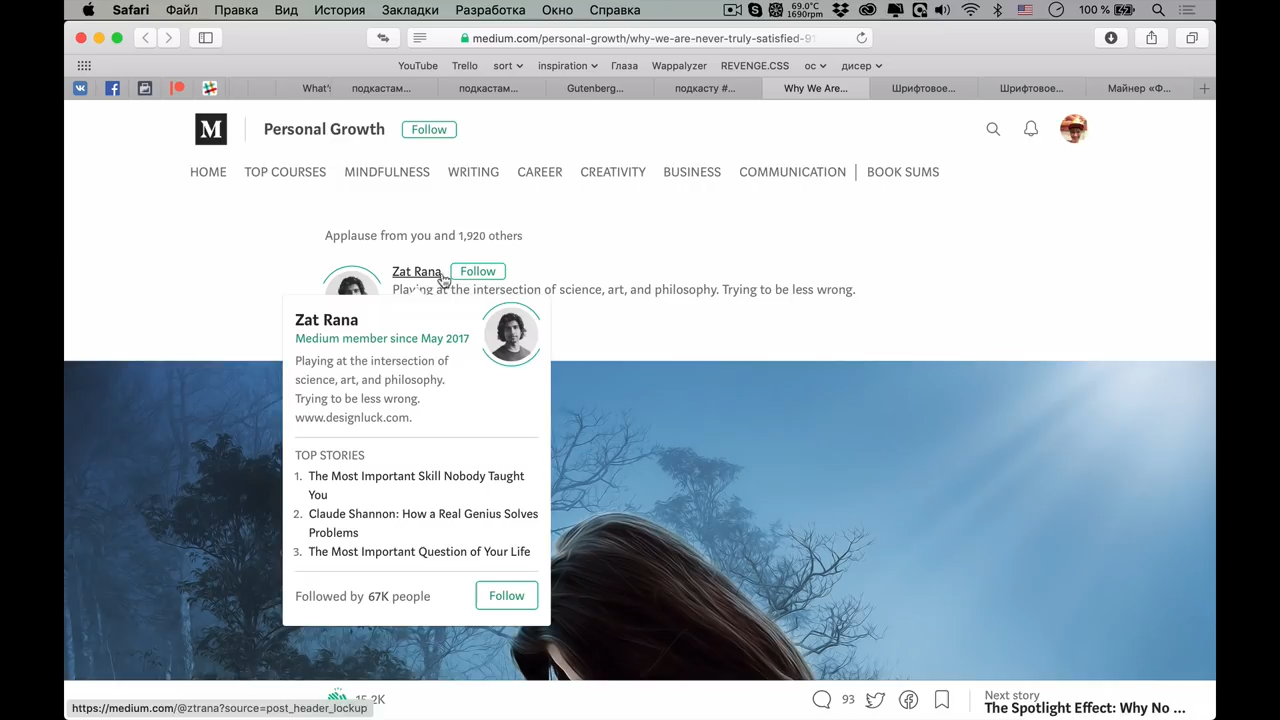 Safari Файл Правка Вид История Закладки Разработка Окно Справка 69.0°C 1690rpm 100 %
medium.com/personal-growth/why-we-are-never-truly-satisfied-9
YouTube Trello sort inspiration Глаза Wappalyzer REVENGE.CSS ос дисер
What's подкастам... подкастам... Gutenberg... подкасту #... Why We Are... Шрифтовое... Шрифтовое... Майнер «Ф...
M Personal Growth Follow
HOME TOP COURSES MINDFULNESS WRITING CAREER CREATIVITY BUSINESS COMMUNICATION BOOK SUMS
Applause from you and 1,920 others
Zat Rana Follow
Playing at the intersection of science, art, and philosophy. Trying to be less wrong.
Zat Rana
Medium member since May 2017
Playing at the intersection of
science, art, and philosophy.
Trying to be less wrong.
www.designluck.com.
TOP STORIES
1. The Most Important Skill Nobody Taught
You
2. Claude Shannon: How a Real Genius Solves
Problems
3. The Most Important Question of Your Life
Followed by 67K people Follow
15.2K 93 Next story
The Spotlight Effect: Why No ...
https://medium.com/@ztrana?source=post_header_lockup